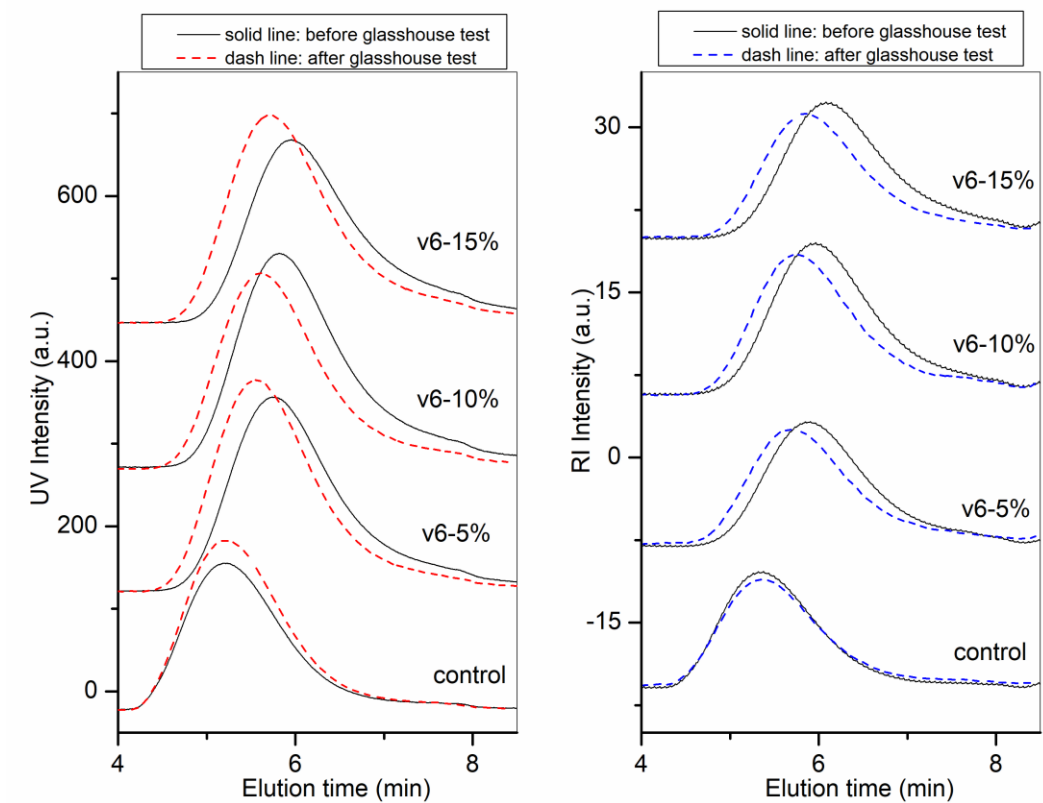 solid line: before glasshouse test
dash line: after glasshouse test
600
400
200
0
UV Intensity (a.u.)
v6-15%
v6-10%
v6-5%
control
4
6
8
Elution time (min)
solid line: before glasshouse test
dash line: after glasshouse test
30
15
0
-15
RI Intensity (a.u.)
v6-15%
v6-10%
v6-5%
control
4
6
8
Elution time (min)